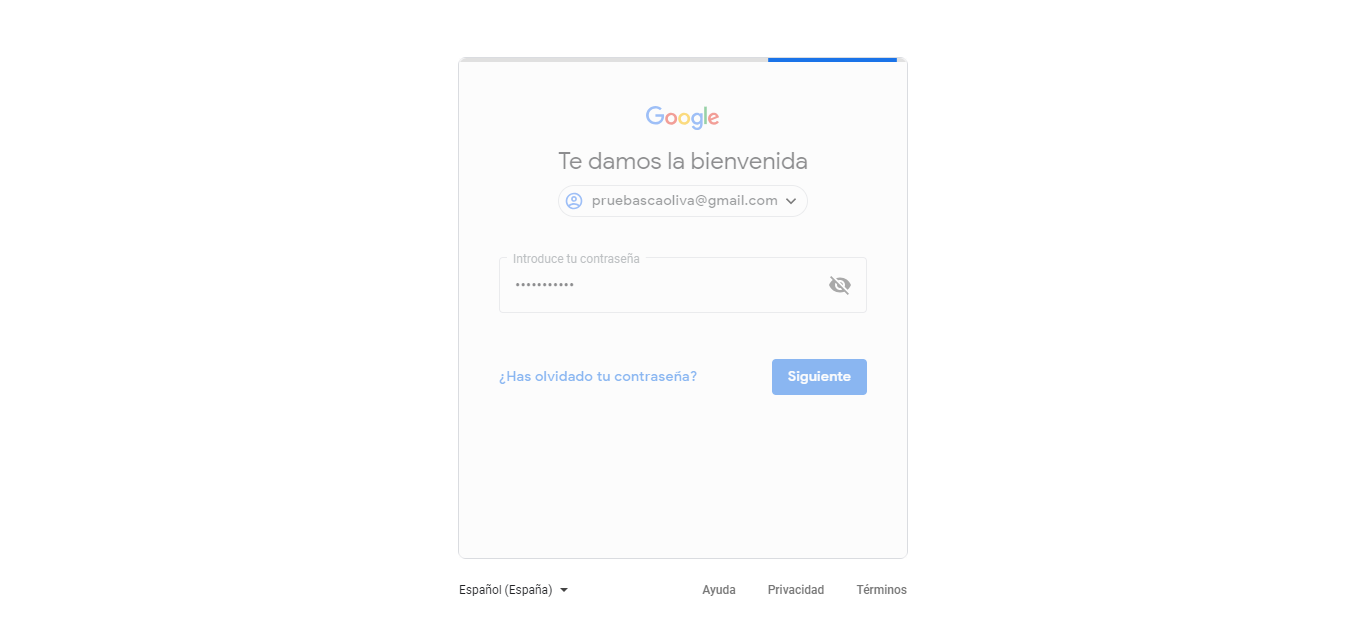 Google
Te damos la bienvenida
pruebascaoliva@gmail.com
Introduce tu contraseña
•••••••••••
¿Has olvidado tu contraseña?
Siguiente
Español (España)
Ayuda Privacidad Términos